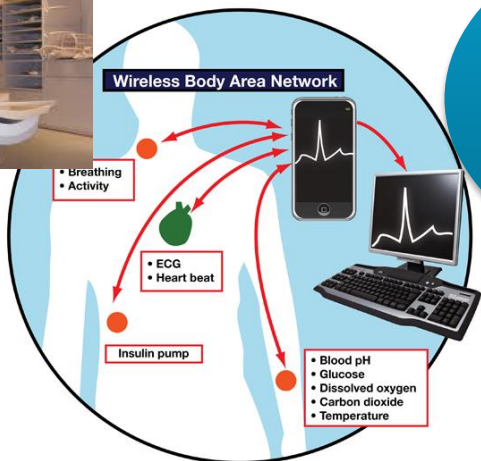 Wireless Body Area Network
• Breathing
• Activity
• ECG
• Heart beat
Insulin pump
• Blood pH
• Glucose
• Dissolved oxygen
• Carbon dioxide
• Temperature